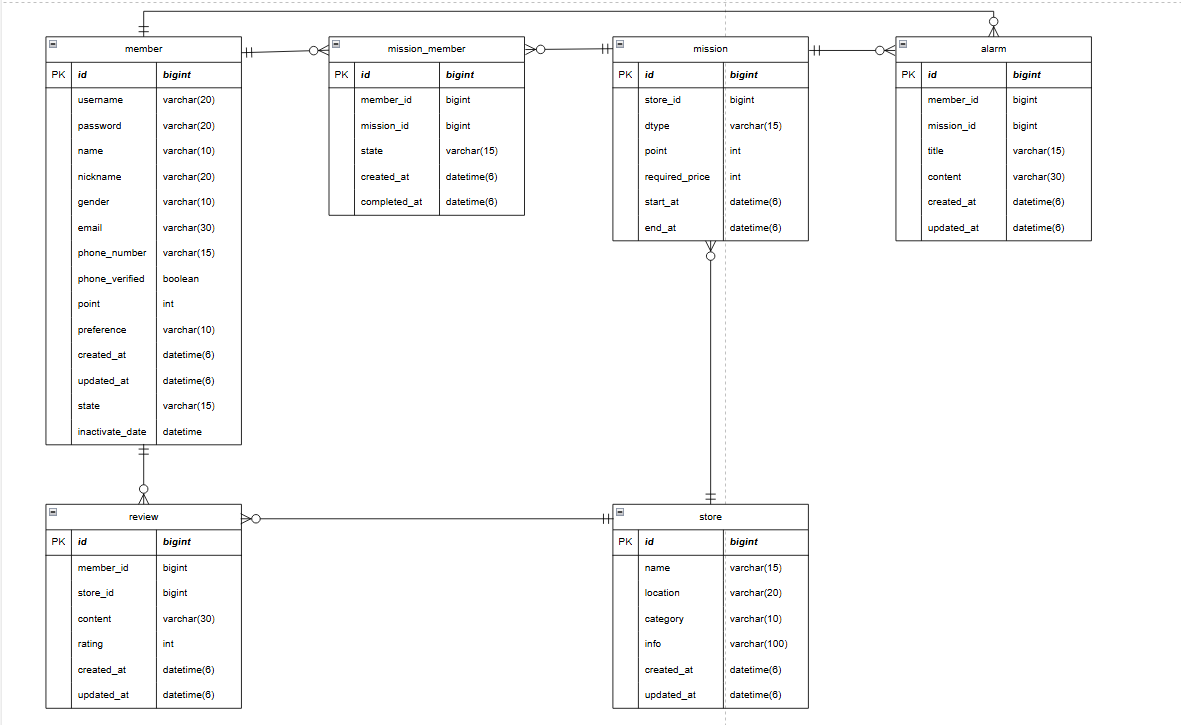 member
PK id bigint
username varchar(20)
password varchar(20)
name varchar(10)
nickname varchar(20)
gender varchar(10)
email varchar(30)
phone_number varchar(15)
phone_verified boolean
point int
preference varchar(10)
created_at datetime(6)
updated_at datetime(6)
state varchar(15)
inactivate_date datetime
mission_member
PK id bigint
member_id bigint
mission_id bigint
state varchar(15)
created_at datetime(6)
completed_at datetime(6)
mission
PK id bigint
store_id bigint
dtype varchar(15)
point int
required_price int
start_at datetime(6)
end_at datetime(6)
alarm
PK id bigint
member_id bigint
mission_id bigint
title varchar(15)
content varchar(30)
created_at datetime(6)
updated_at datetime(6)
review
PK id bigint
member_id bigint
store_id bigint
content varchar(30)
rating int
created_at datetime(6)
updated_at datetime(6)
store
PK id bigint
name varchar(15)
location varchar(20)
category varchar(10)
info varchar(100)
created_at datetime(6)
updated_at datetime(6)